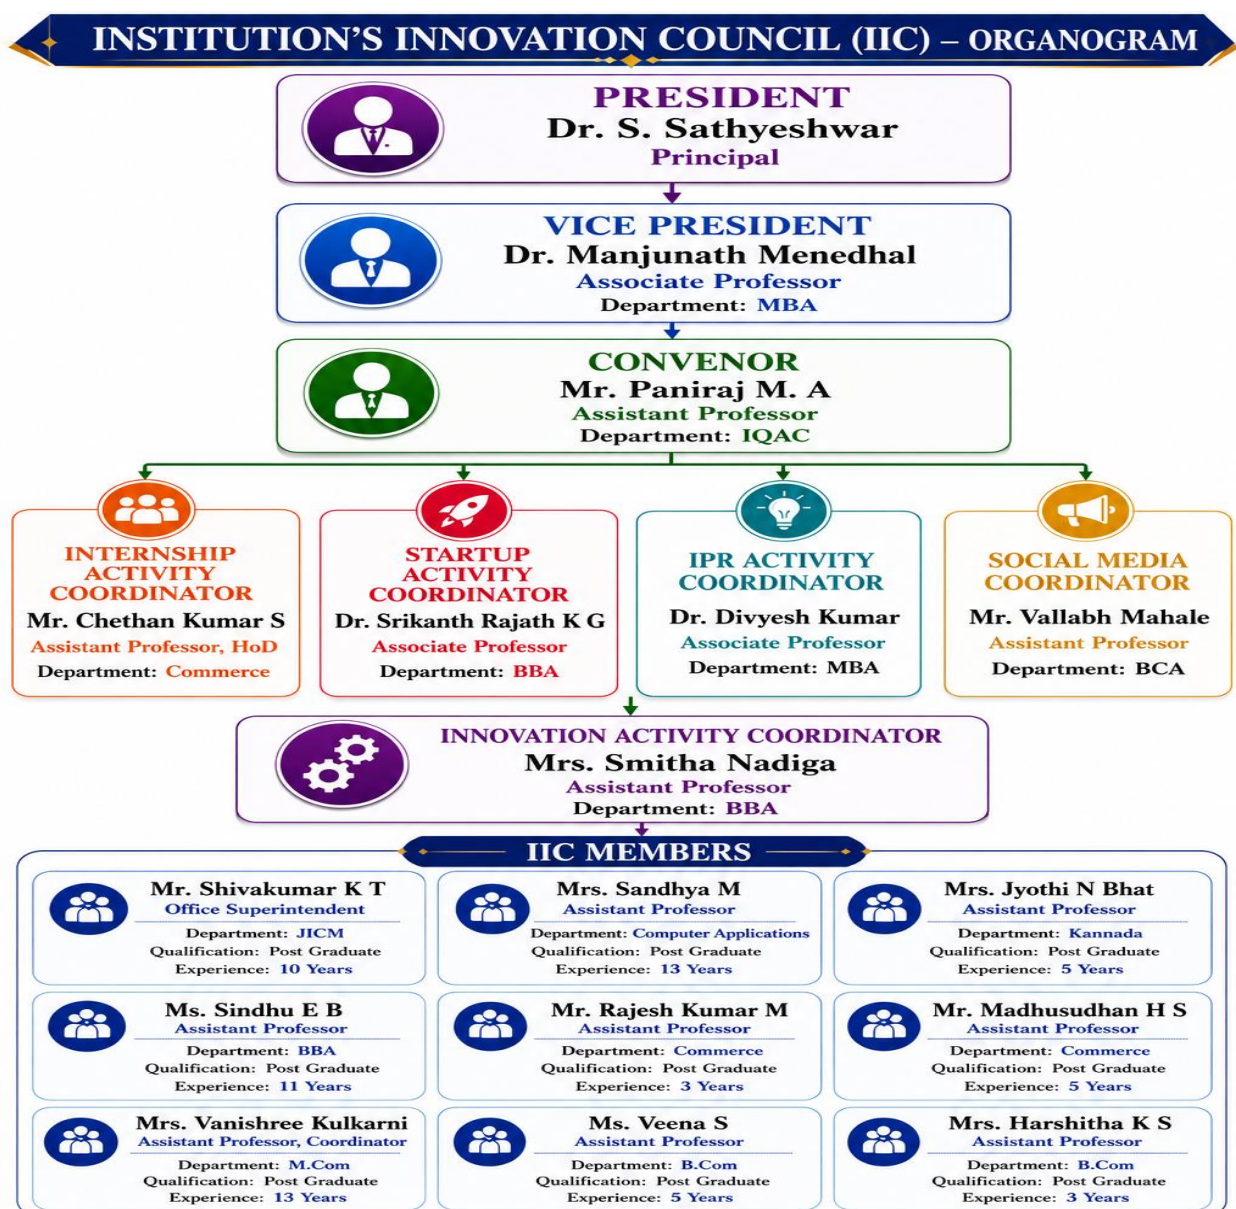 INSTITUTION'S INNOVATION COUNCIL (IIC) – ORGANOGRAM
PRESIDENT
Dr. S. Sathyeshwar
Principal
VICE PRESIDENT
Dr. Manjunath Menedhal
Associate Professor
Department: MBA
CONVENOR
Mr. Paniraj M. A
Assistant Professor
Department: IQAC
INTERNSHIP
ACTIVITY
COORDINATOR
Mr. Chethan Kumar S
Assistant Professor, HoD
Department: Commerce
STARTUP
ACTIVITY
COORDINATOR
Dr. Srikanth Rajath K G
Associate Professor
Department: BBA
IPR ACTIVITY
COORDINATOR
Dr. Divyesh Kumar
Associate Professor
Department: MBA
SOCIAL MEDIA
COORDINATOR
Mr. Vallabh Mahale
Assistant Professor
Department: BCA
INNOVATION ACTIVITY COORDINATOR
Mrs. Smitha Nadiga
Assistant Professor
Department: BBA
IIC MEMBERS
Mr. Shivakumar K T
Office Superintendent
Department: JICM
Qualification: Post Graduate
Experience: 10 Years
Mrs. Sandhya M
Assistant Professor
Department: Computer Applications
Qualification: Post Graduate
Experience: 13 Years
Mrs. Jyothi N Bhat
Assistant Professor
Department: Kannada
Qualification: Post Graduate
Experience: 5 Years
Ms. Sindhu E B
Assistant Professor
Department: BBA
Qualification: Post Graduate
Experience: 11 Years
Mr. Rajesh Kumar M
Assistant Professor
Department: Commerce
Qualification: Post Graduate
Experience: 3 Years
Mr. Madhusudhan H S
Assistant Professor
Department: Commerce
Qualification: Post Graduate
Experience: 5 Years
Mrs. Vanishree Kulkarni
Assistant Professor, Coordinator
Department: M.Com
Qualification: Post Graduate
Experience: 13 Years
Ms. Veena S
Assistant Professor
Department: B.Com
Qualification: Post Graduate
Experience: 5 Years
Mrs. Harshitha K S
Assistant Professor
Department: B.Com
Qualification: Post Graduate
Experience: 3 Years